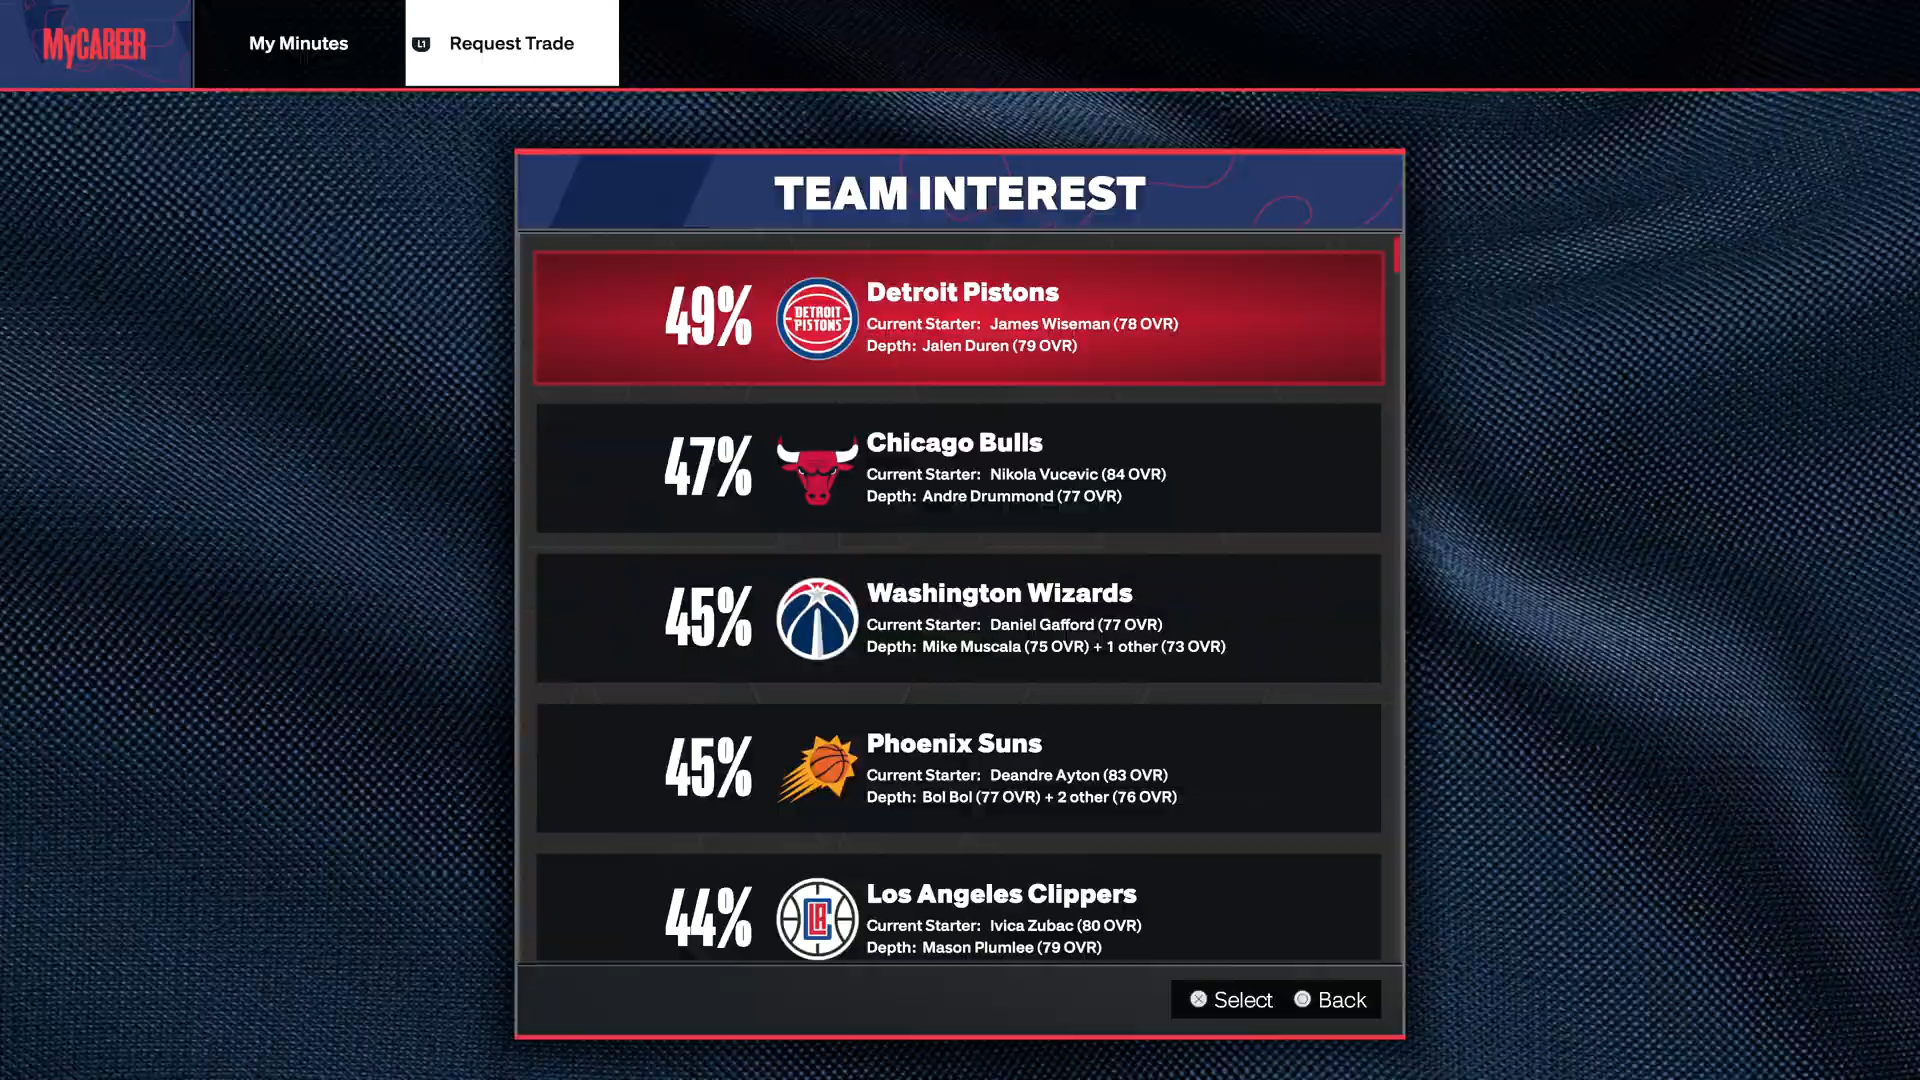 MyCAREER
My Minutes
L1 Request Trade
TEAM INTEREST
49%
DETROIT PISTONS
Detroit Pistons
Current Starter: James Wiseman (78 OVR)
Depth: Jalen Duren (79 OVR)
47%
Chicago Bulls
Current Starter: Nikola Vucevic (84 OVR)
Depth: Andre Drummond (77 OVR)
45%
Washington Wizards
Current Starter: Daniel Gafford (77 OVR)
Depth: Mike Muscala (75 OVR) + 1 other (73 OVR)
45%
Phoenix Suns
Current Starter: Deandre Ayton (83 OVR)
Depth: Bol Bol (77 OVR) + 2 other (76 OVR)
44%
LA
Los Angeles Clippers
Current Starter: Ivica Zubac (80 OVR)
Depth: Mason Plumlee (79 OVR)
Select Back